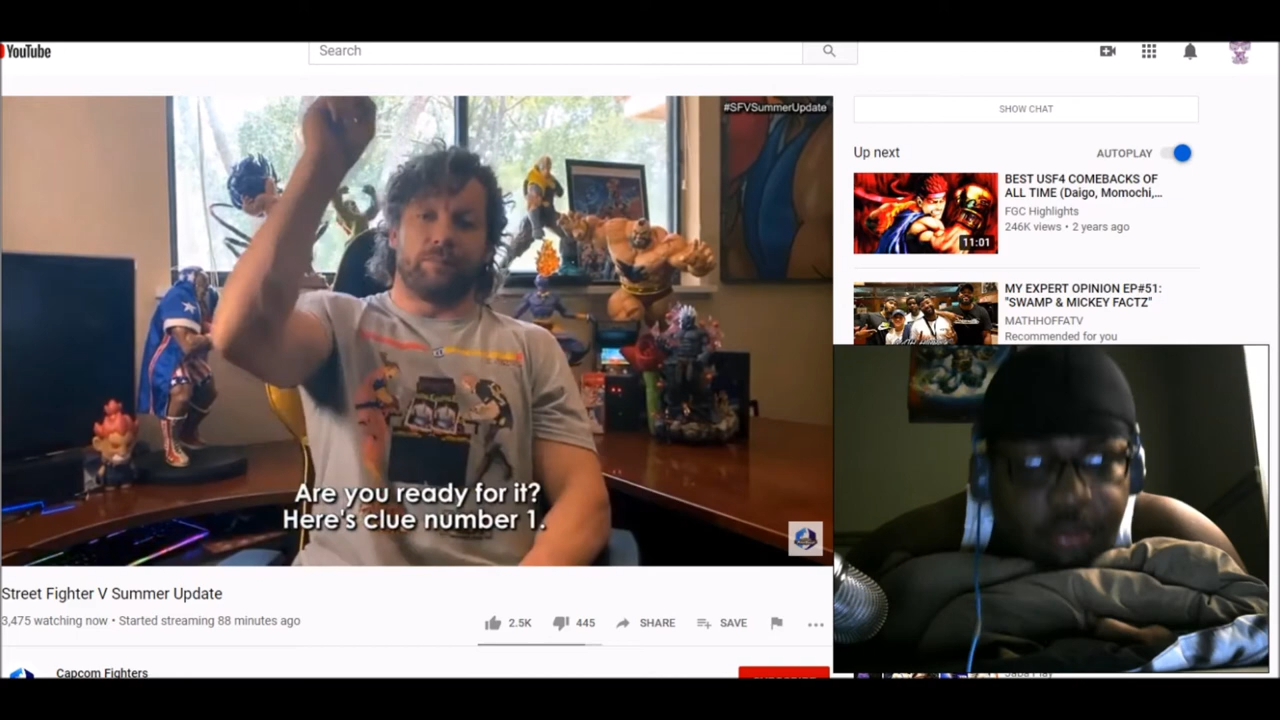 YouTube
Search
#SFVSummerUpdate
Are you ready for it?
Here's clue number 1.
Street Fighter V Summer Update
3,475 watching now • Started streaming 88 minutes ago
2.5K 445 SHARE SAVE
Capcom Fighters
SHOW CHAT
Up next AUTOPLAY
BEST USF4 COMEBACKS OF
ALL TIME (Daigo, Momochi,...
FGC Highlights
246K views • 2 years ago
11:01
MY EXPERT OPINION EP#51:
"SWAMP & MICKEY FACTZ"
MATHHOFFATV
Recommended for you